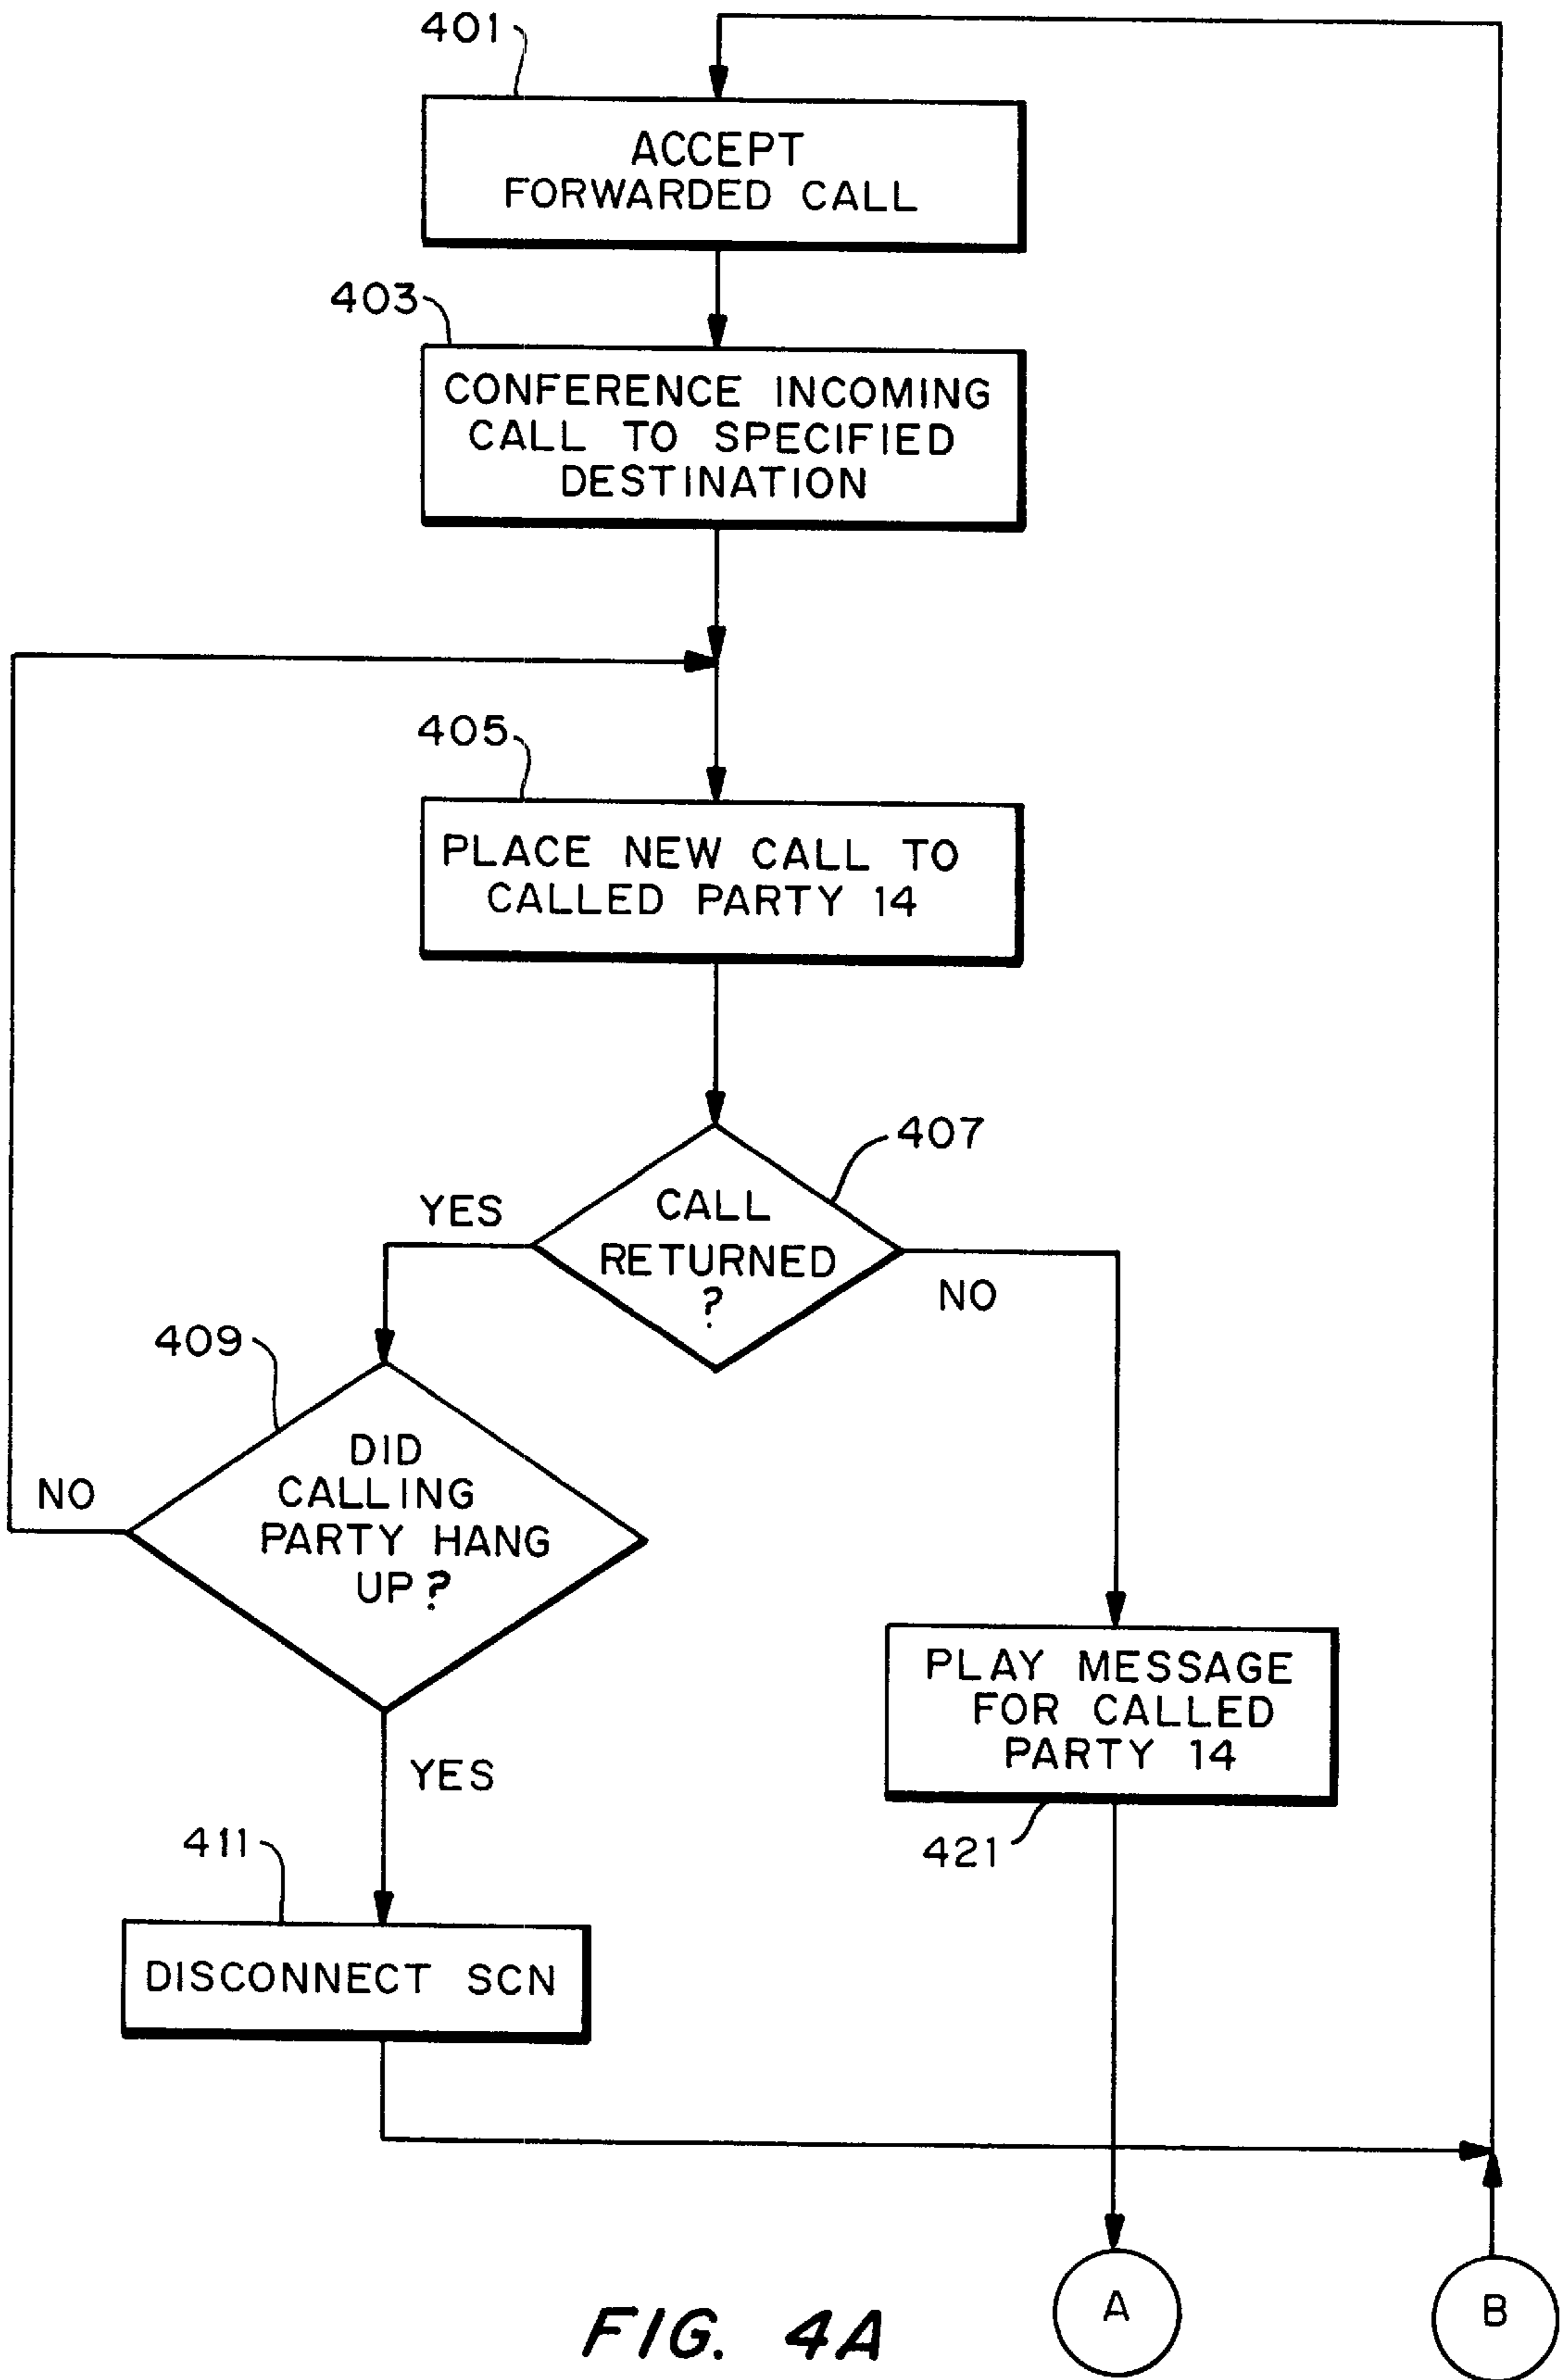 401
ACCEPT
FORWARDED CALL
403
CONFERENCE INCOMING
CALL TO SPECIFIED
DESTINATION
405
PLACE NEW CALL TO
CALLED PARTY 14
407
CALL
RETURNED
?
YES
NO
409
DID
CALLING
PARTY HANG
UP?
NO
YES
PLAY MESSAGE
FOR CALLED
PARTY 14
421
411
DISCONNECT SCN
A
B
FIG. 4A